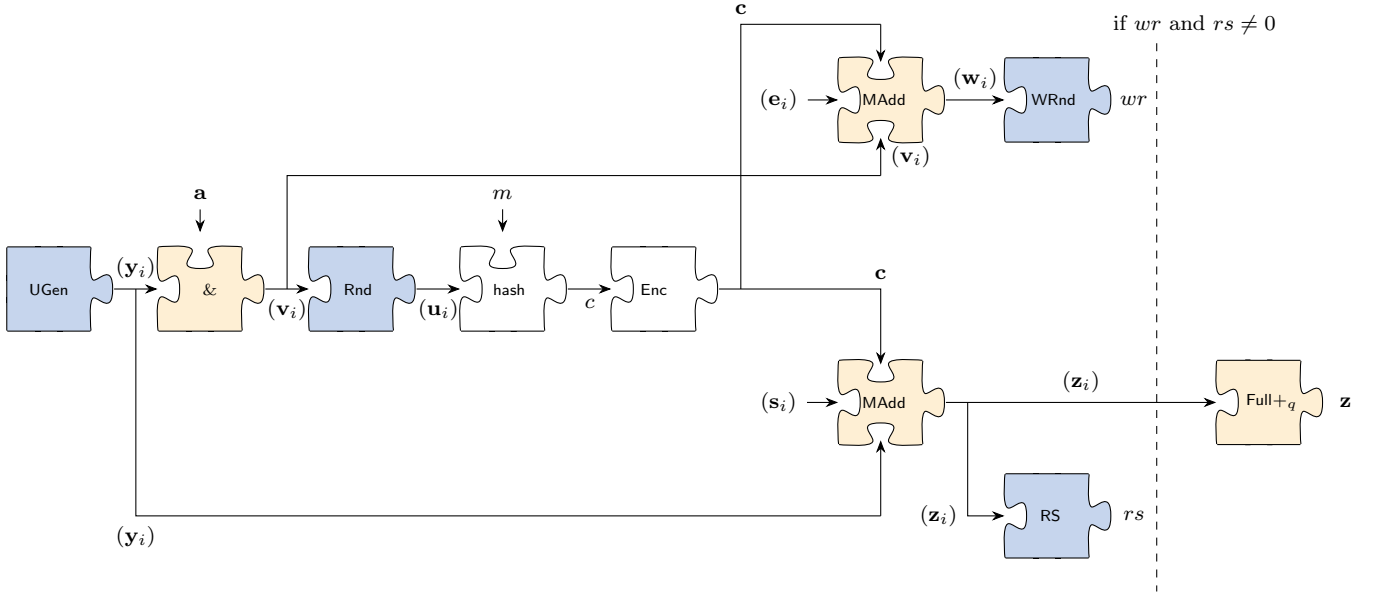 c
if wr and rs ≠ 0
(e_i)
MAdd
(w_i)
WRnd
wr
(v_i)
a
m
UGen
(y_i)
&
(v_i)
Rnd
(u_i)
hash
c
Enc
c
(s_i)
MAdd
(z_i)
Full+_q
z
(z_i)
RS
rs
(y_i)